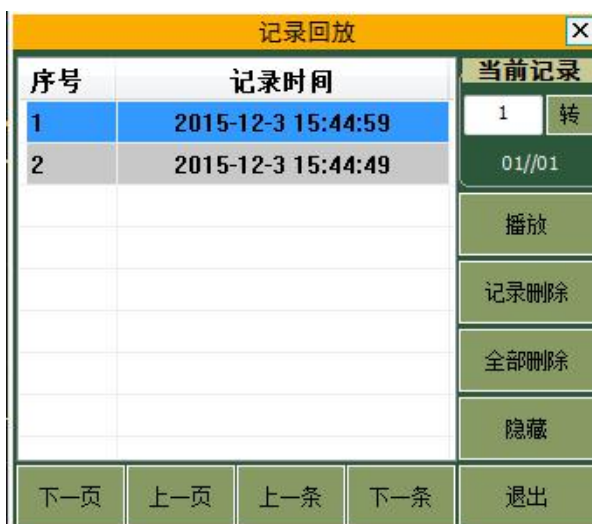 记录回放
序号 记录时间 当前记录
1 2015-12-3 15:44:59 1 转
2 2015-12-3 15:44:49 01//01
播放
记录删除
全部删除
隐藏
下一页 上一页 上一条 下一条 退出